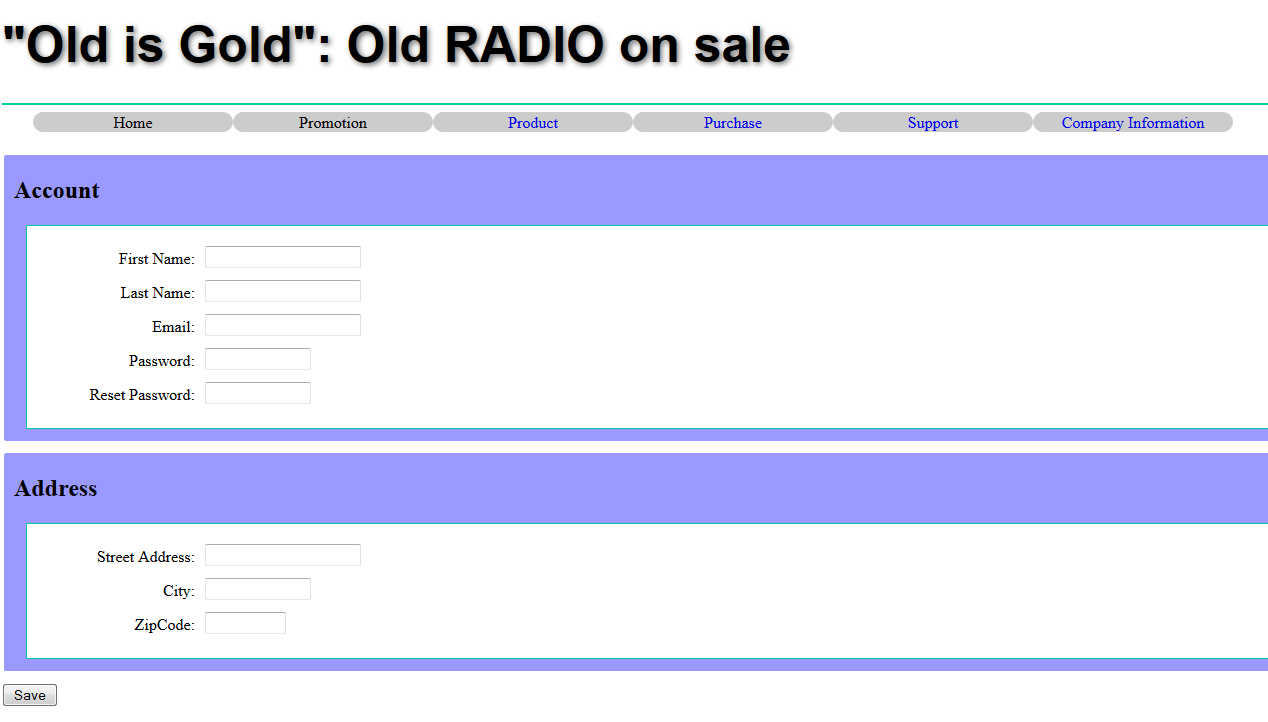 "Old is Gold": Old RADIO on sale
Home Promotion Product Purchase Support Company Information
Account
First Name:
Last Name:
Email:
Password:
Reset Password:
Address
Street Address:
City:
ZipCode:
Save